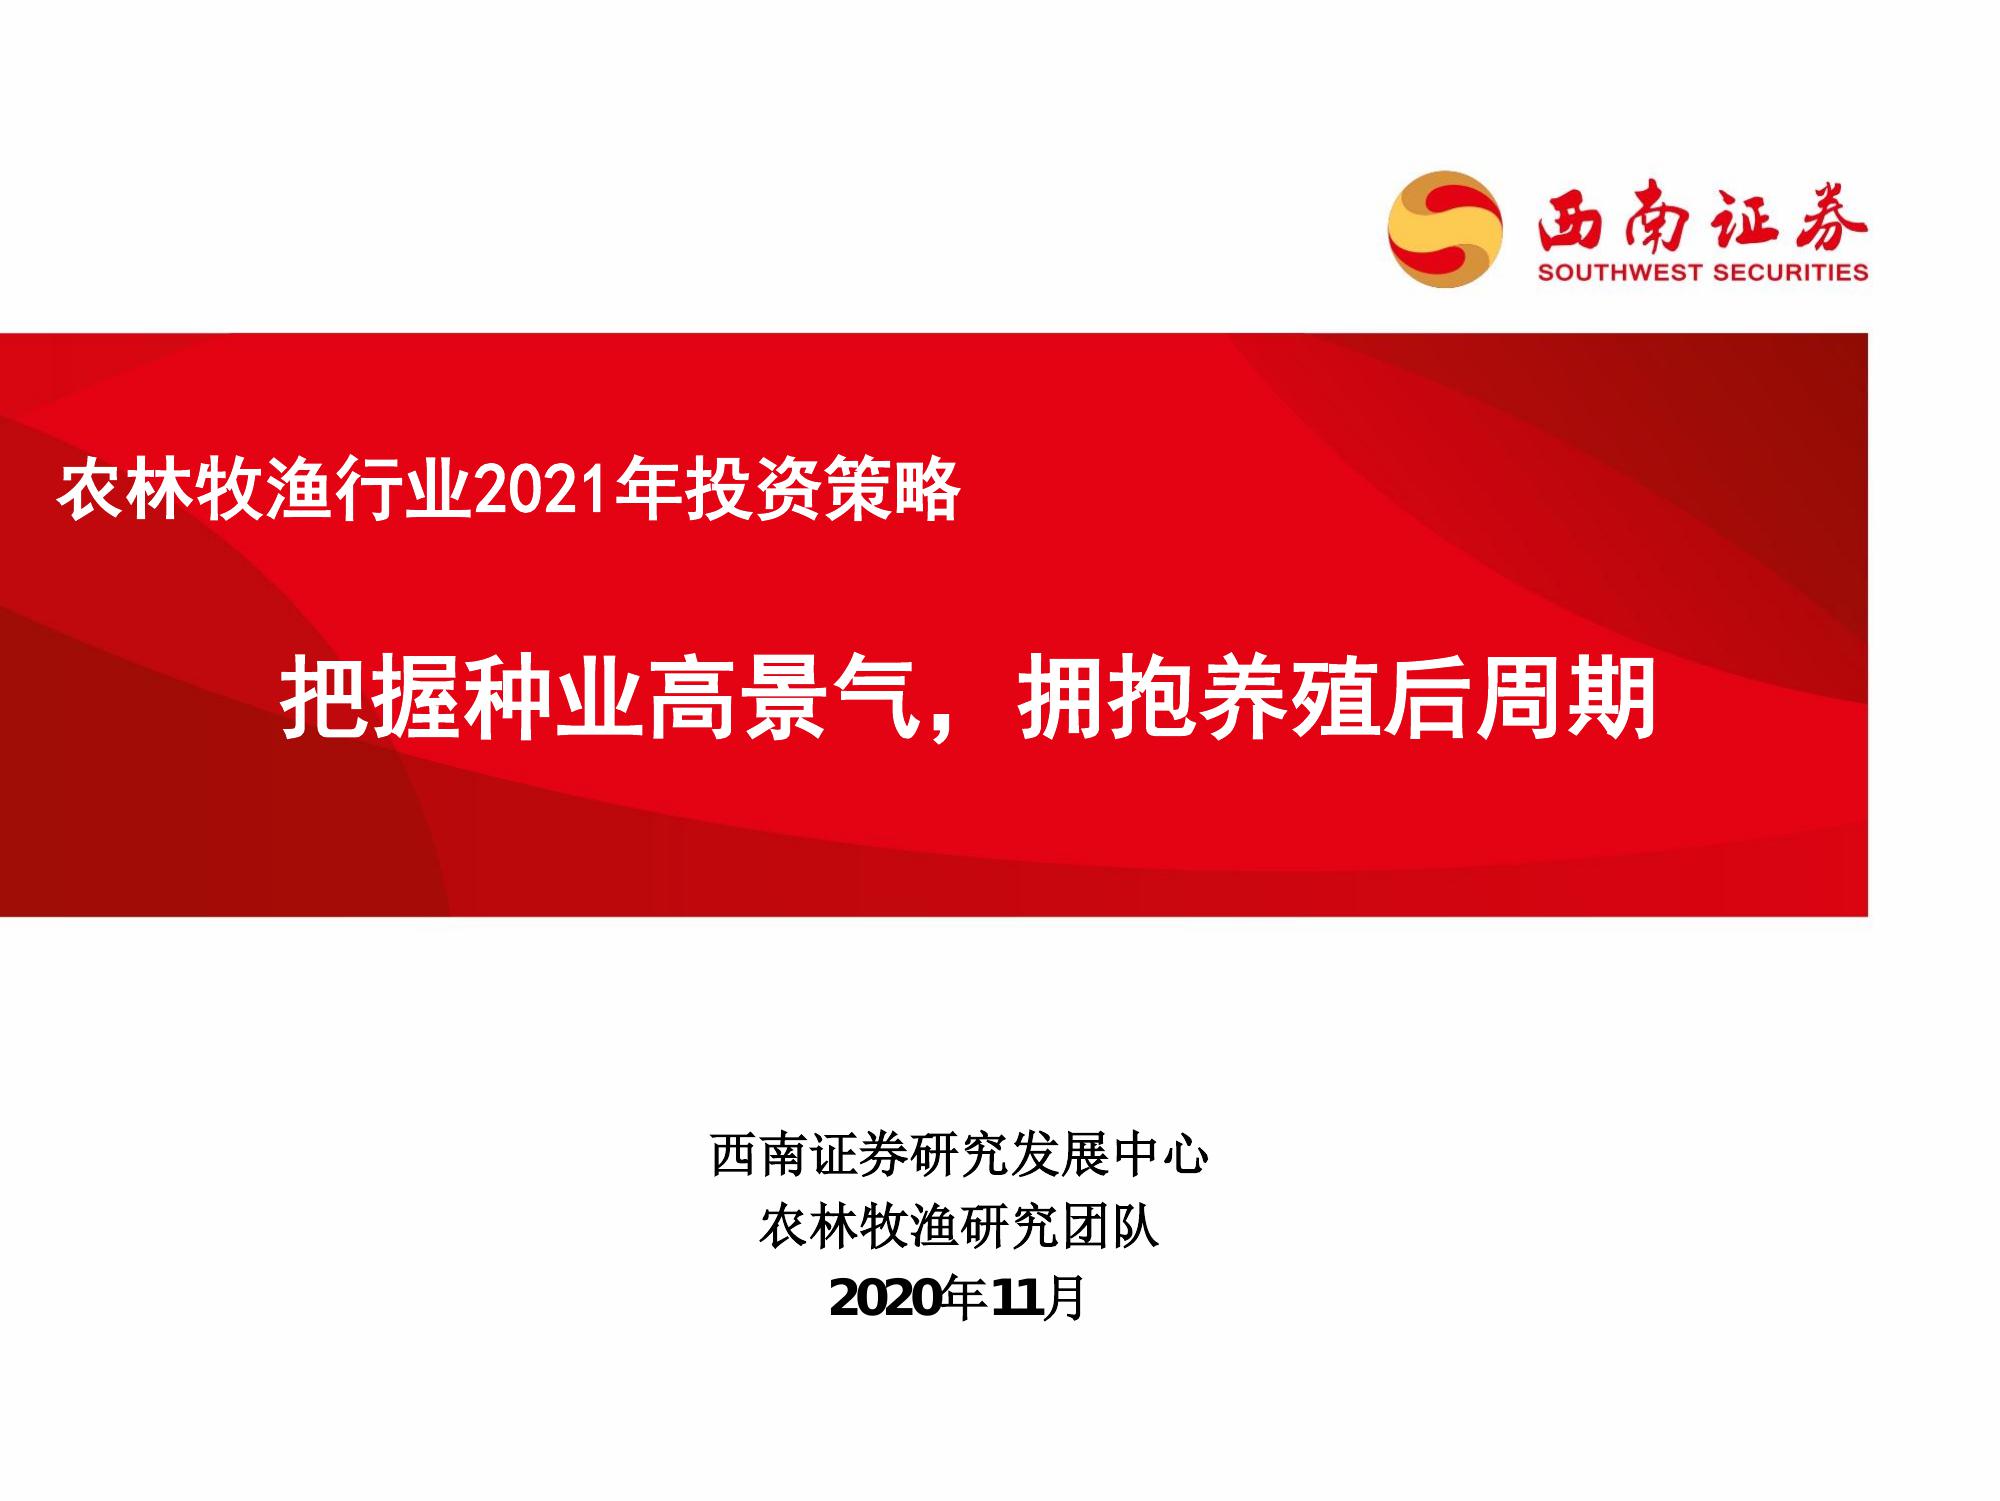 西南证券
SOUTHWEST SECURITIES
农林牧渔行业2021年投资策略
把握种业高景气，拥抱养殖后周期
西南证券研究发展中心
农林牧渔研究团队
2020年11月